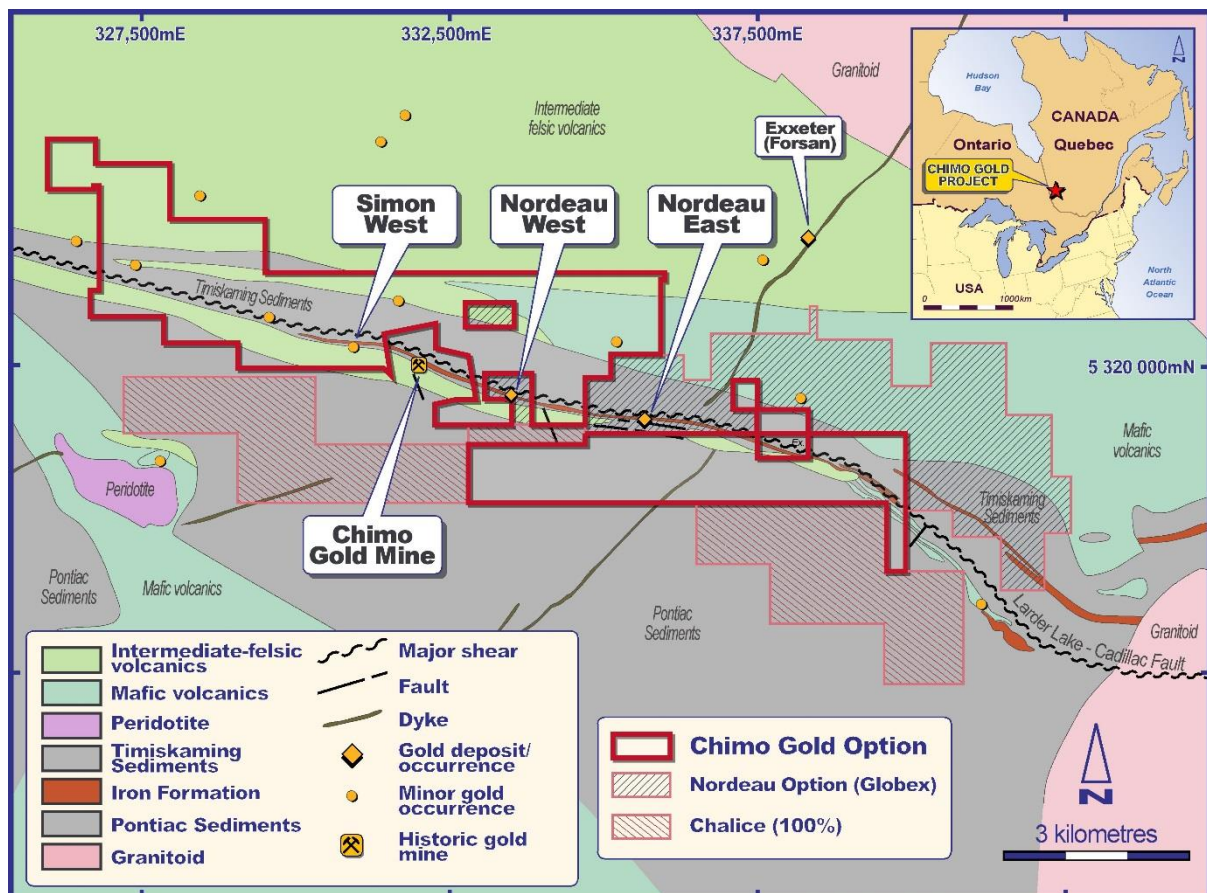 327,500mE
332,500mE
337,500mE
Granitoid
Intermediate
felsic volcanics
Exxeter
(Forsan)
Simon
West
Nordeau
West
Nordeau
East
Timiskaming Sediments
5 320 000mN
Mafic
volcanics
Ex.
Peridotite
Chimo
Gold Mine
Timiskaming
Sediments
Pontiac
Sediments
Mafic volcanics
Pontiac
Sediments
Larder Lake - Cadillac Fault
Granitoid
Hudson
Bay
N
CANADA
Ontario
Quebec
CHIMO GOLD
PROJECT
USA
North
Atlantic
Ocean
0
1000km
Intermediate-felsic
volcanics
Mafic volcanics
Peridotite
Timiskaming
Sediments
Iron Formation
Pontiac Sediments
Granitoid
Major shear
Fault
Dyke
Gold deposit/
occurrence
Minor gold
occurrence
Historic gold
mine
Chimo Gold Option
Nordeau Option (Globex)
Chalice (100%)
N
3 kilometres